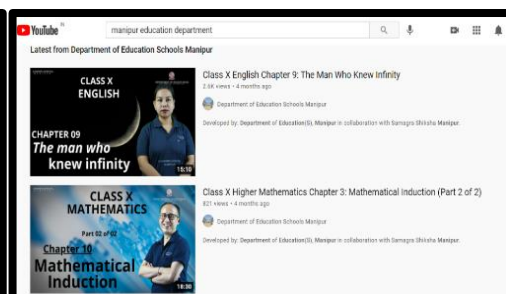 YouTube
manipur education department
Latest from Department of Education Schools Manipur
CLASS X
ENGLISH
CHAPTER 09
The man who
knew infinity
15:10
Class X English Chapter 9: The Man Who Knew Infinity
2.6K views • 4 months ago
Department of Education Schools Manipur
Developed by: Department of Education(S), Manipur in collaboration with Samagra Shiksha Manipur.
CLASS X
MATHEMATICS
Part 02 of 02
Chapter 10:
Mathematical
Induction
18:30
Class X Higher Mathematics Chapter 3: Mathematical Induction (Part 2 of 2)
821 views • 4 months ago
Department of Education Schools Manipur
Developed by: Department of Education(S), Manipur in collaboration with Samagra Shiksha Manipur.